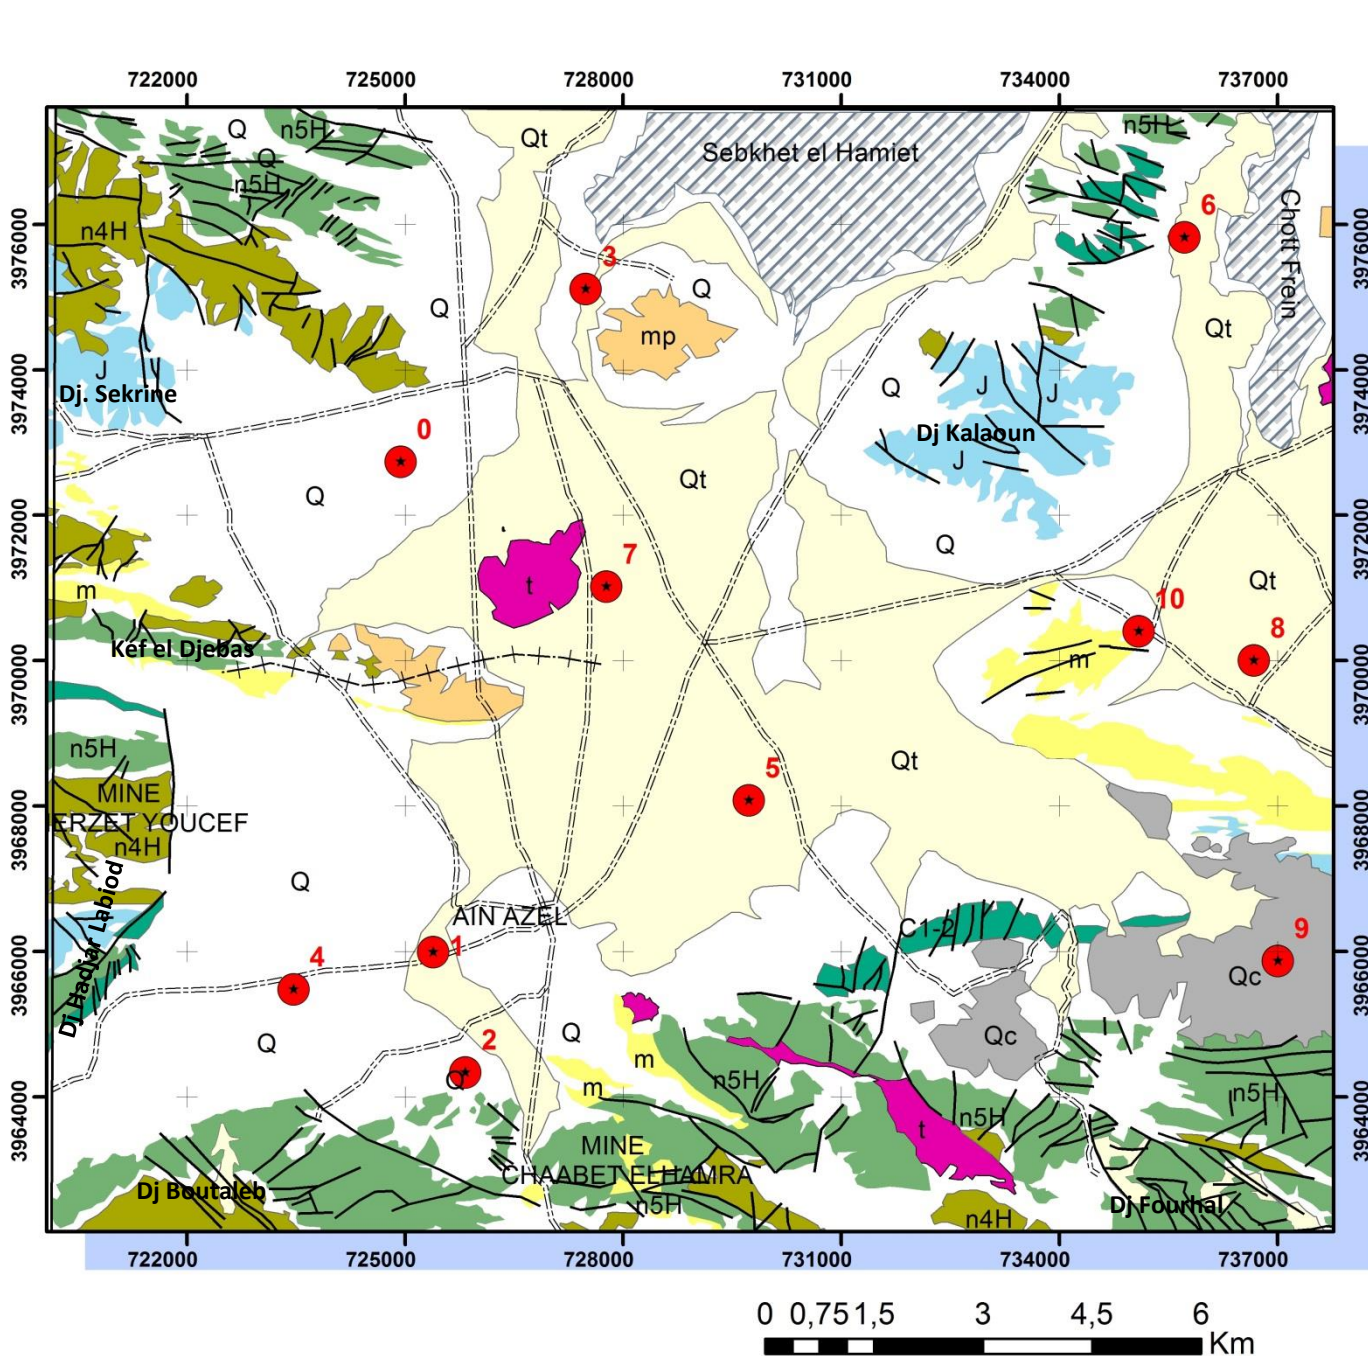 722000 725000 728000 731000 734000 737000
Q n5H Qt n5H
Sebkhet el Hamiet
Q
n5H
6
Chott Frein
3976000
n4H
3976000
3
Q
Q
mp
Qt
J
3974000
Dj. Sekrine
Q
J J
3974000
0
Dj Kalaoun
J
Qt
Q
3972000
3972000
Q
7
t
m
Qt
10
8
Kéf el Djebas
m
3970000
3970000
n5H
Qt
5
MINE
ERZET YOUCEF
n4H
3968000
3968000
Q
AIN AZEL
C1-2
Dj Hadjar Labiod
4
1
9
3966000
3966000
Qc
Q
2
Q
Qc
m
Q
m
n5H
n5H
n5H
3964000
3964000
t
MINE
CHAABET ELHAMRA
Dj Boutaleb
n5H
Dj Fourhal
n4H
722000 725000 728000 731000 734000 737000
0 0,75 1,5 3 4,5 6
Km